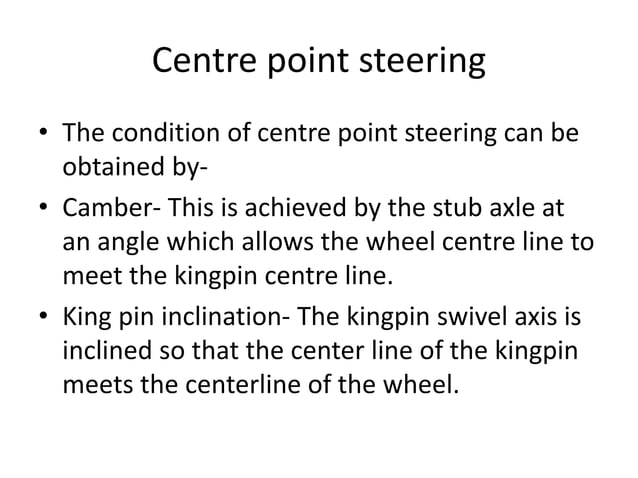 Centre point steering
• The condition of centre point steering can be
obtained by-
• Camber- This is achieved by the stub axle at
an angle which allows the wheel centre line to
meet the kingpin centre line.
• King pin inclination- The kingpin swivel axis is
inclined so that the center line of the kingpin
meets the centerline of the wheel.